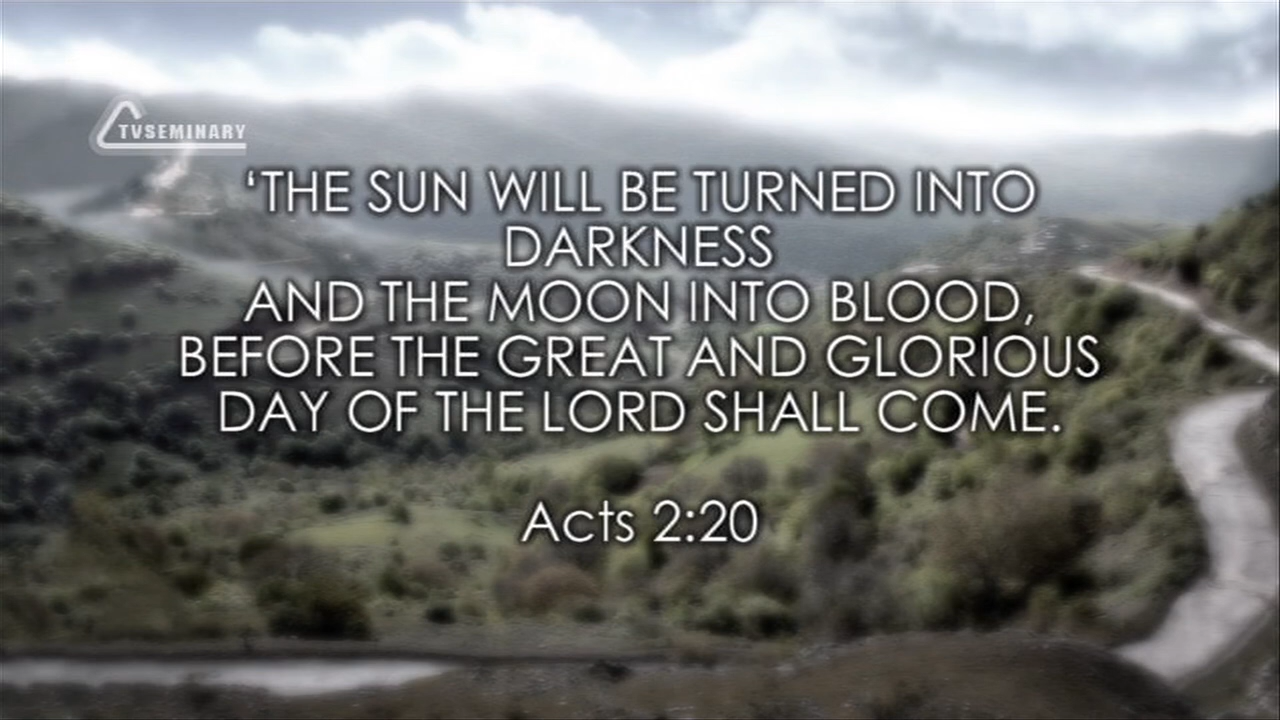 TVSEMINARY
‘THE SUN WILL BE TURNED INTO
DARKNESS
AND THE MOON INTO BLOOD,
BEFORE THE GREAT AND GLORIOUS
DAY OF THE LORD SHALL COME.
Acts 2:20